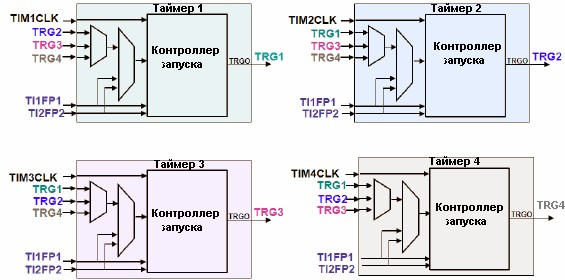 Таймер 1
TIM1CLK
TRG2
TRG3
TRG4
Контроллер
запуска
TRGO
TRG1
TI1FP1
TI2FP2
Таймер 2
TIM2CLK
TRG1
TRG3
TRG4
Контроллер
запуска
TRGO
TRG2
TI1FP1
TI2FP2
Таймер 3
TIM3CLK
TRG1
TRG2
TRG4
Контроллер
запуска
TRGO
TRG3
TI1FP1
TI2FP2
Таймер 4
TIM4CLK
TRG1
TRG2
TRG3
Контроллер
запуска
TRGO
TRG4
TI1FP1
TI2FP2